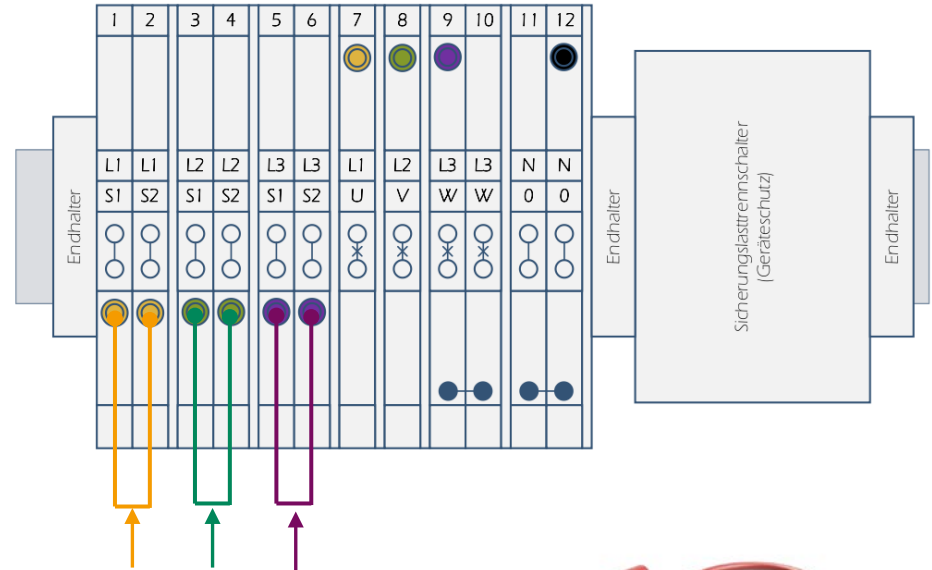 1 2 3 4 5 6 7 8 9 10 11 12
L1 L1 L2 L2 L3 L3 L1 L2 L3 L3 N N
S1 S2 S1 S2 S1 S2 U V W W 0 0
Endhalter
Endhalter
Sicherungslasttrennschalter
(Geräteschutz)
Endhalter